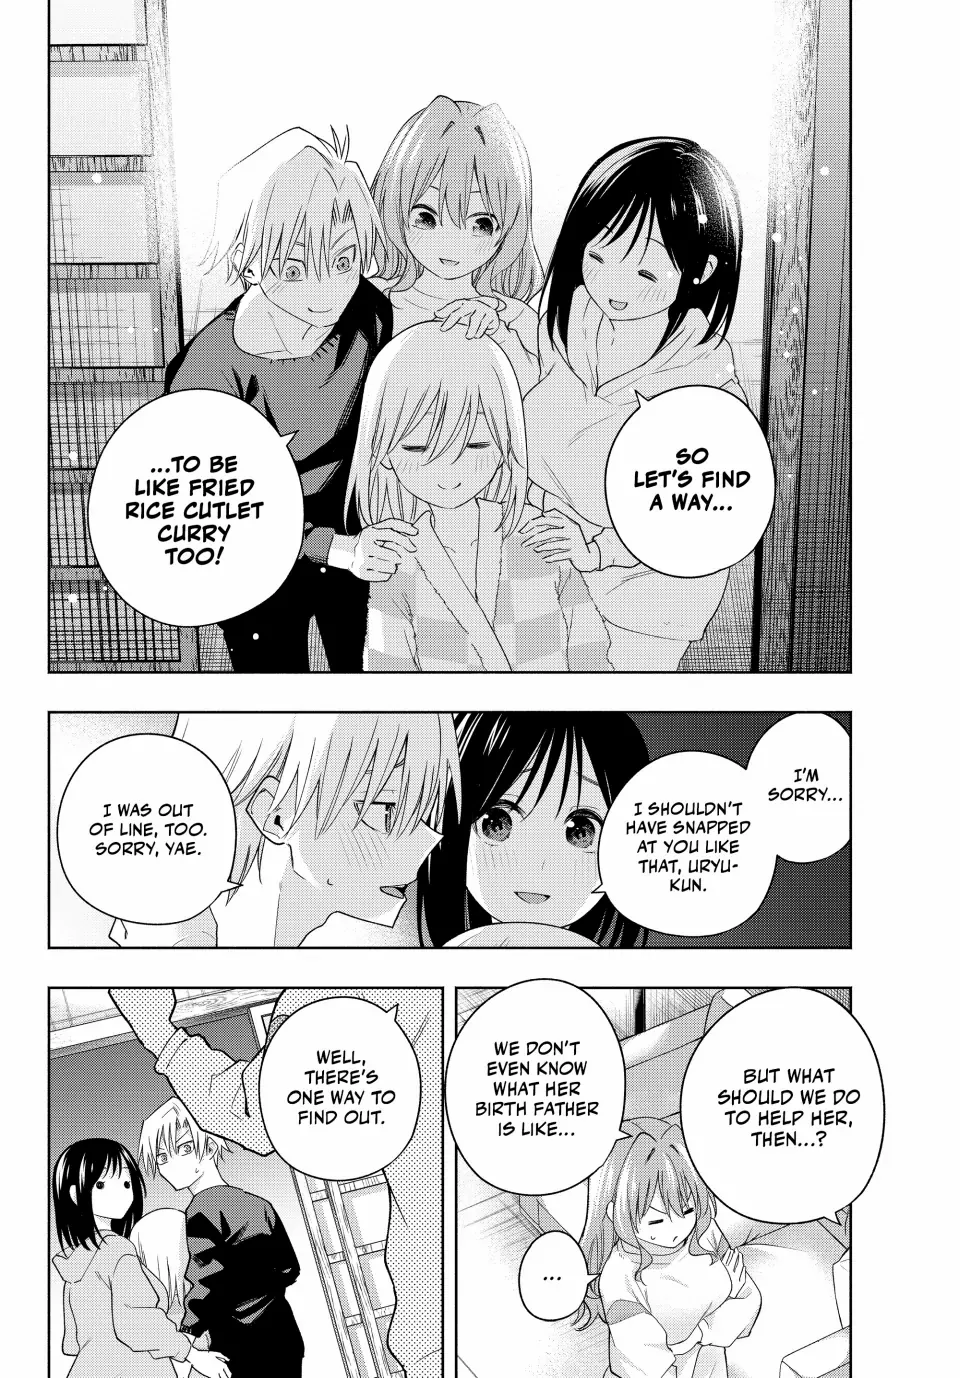 SO
LET'S FIND
A WAY...
...TO BE
LIKE FRIED
RICE CUTLET
CURRY
TOO!
I'M
SORRY...
I SHOULDN'T
HAVE SNAPPED
AT YOU LIKE
THAT, URYU-
KUN.
I WAS OUT
OF LINE, TOO.
SORRY, YAE.
BUT WHAT
SHOULD WE DO
TO HELP HER,
THEN...?
WE DON'T
EVEN KNOW
WHAT HER
BIRTH FATHER
IS LIKE...
...
WELL,
THERE'S
ONE WAY TO
FIND OUT.